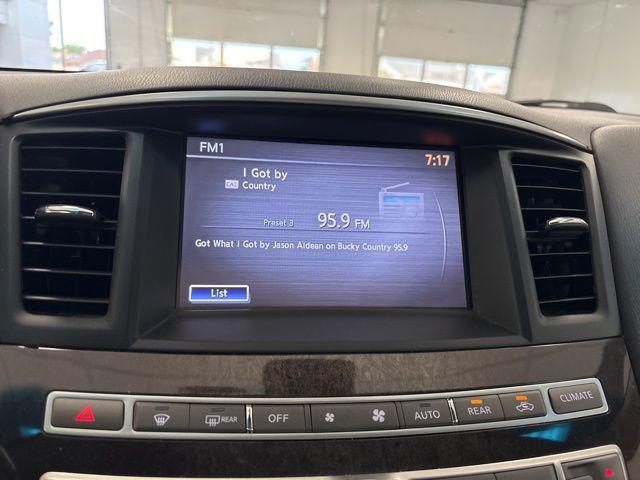 FM1
7:17
I Got by
CAT Country
Preset 3 95.9 FM
Got What I Got by Jason Aldean on Bucky Country 95.9
List
REAR OFF AUTO REAR CLIMATE